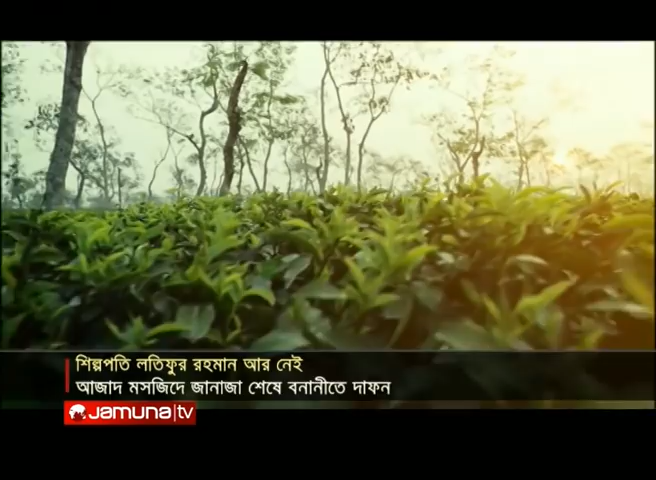 শিল্পপতি লতিফুর রহমান আর নেই
আজাদ মসজিদে জানাজা শেষে বনানীতে দাফন
JAMUNA|tv